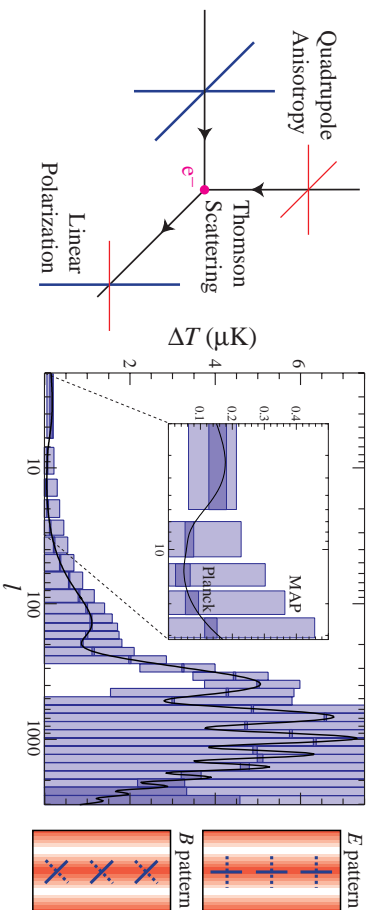 Quadrupole
Anisotropy
Thomson
Scattering
e⁻
Linear
Polarization
ΔT (μK)
6
4
2
0.4
0.3
0.2
0.1
10
MAP
Planck
10
100
1000
l
E pattern
B pattern